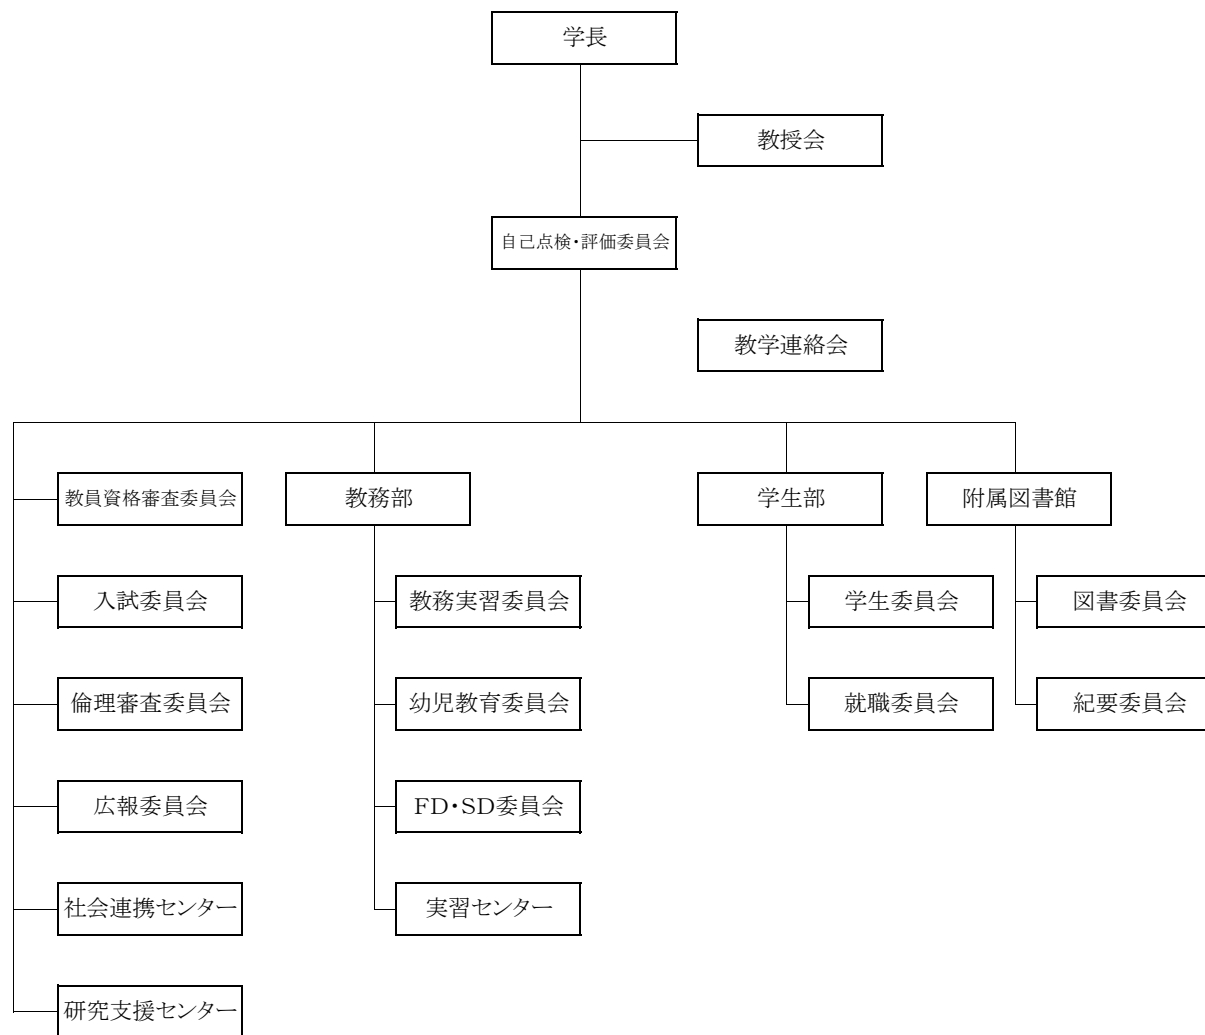 学長
教授会
自己点検・評価委員会
教学連絡会
教員資格審査委員会
教務部
学生部
附属図書館
入試委員会
教務実習委員会
学生委員会
図書委員会
倫理審査委員会
幼児教育委員会
就職委員会
紀要委員会
広報委員会
FD・SD委員会
社会連携センター
実習センター
研究支援センター